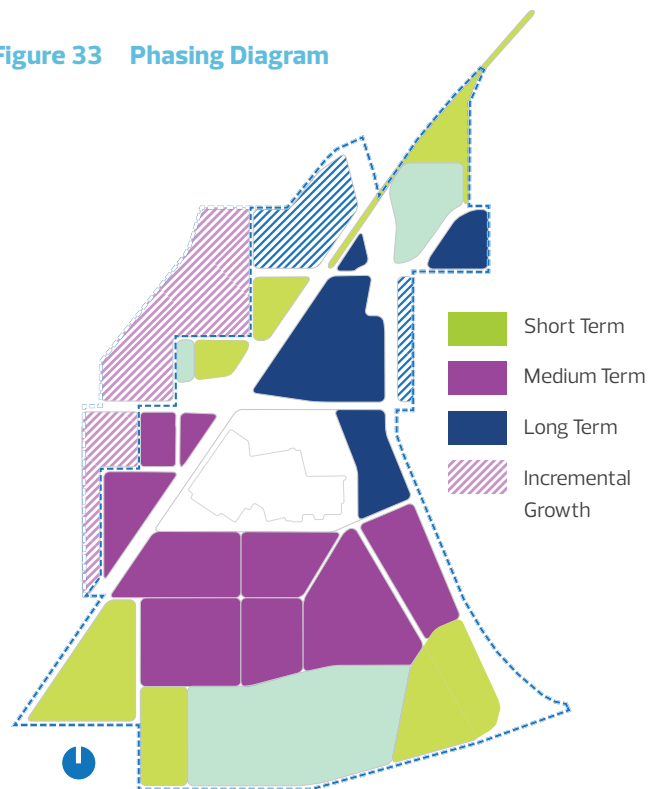 Figure 33 Phasing Diagram
Short Term
Medium Term
Long Term
Incremental
Growth